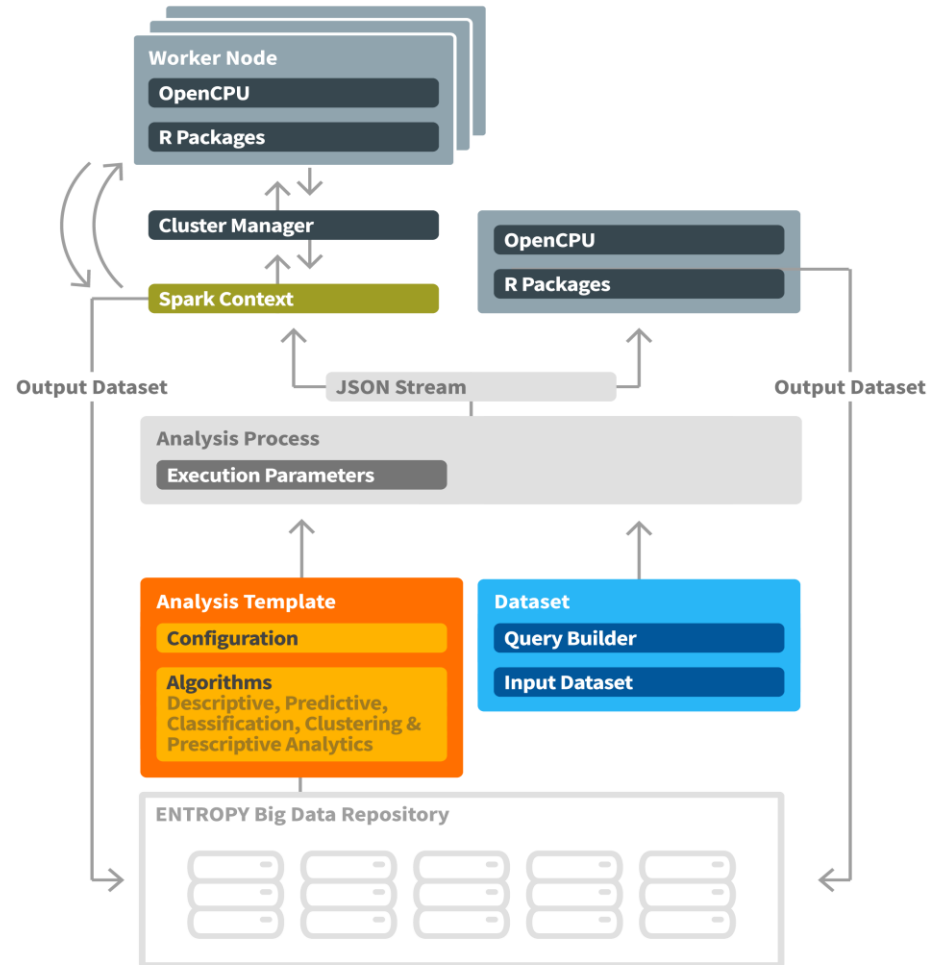 Worker Node
OpenCPU
R Packages
Cluster Manager
Spark Context
OpenCPU
R Packages
Output Dataset
JSON Stream
Output Dataset
Analysis Process
Execution Parameters
Analysis Template
Configuration
Algorithms
Descriptive, Predictive,
Classification, Clustering &
Prescriptive Analytics
Dataset
Query Builder
Input Dataset
ENTROPY Big Data Repository